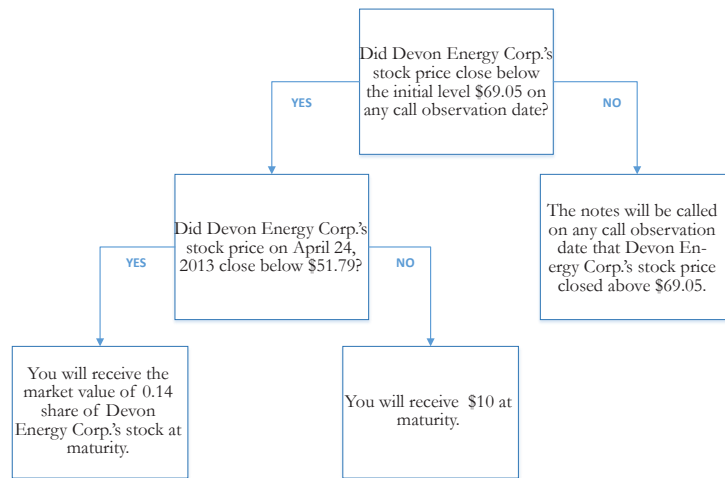 Did Devon Energy Corp.'s
stock price close below
the initial level $69.05 on
any call observation date?
YES
NO
Did Devon Energy Corp.'s
stock price on April 24,
2013 close below $51.79?
The notes will be called
on any call observation
date that Devon En-
ergy Corp.'s stock price
closed above $69.05.
YES
NO
You will receive the
market value of 0.14
share of Devon
Energy Corp.'s stock at
maturity.
You will receive $10 at
maturity.